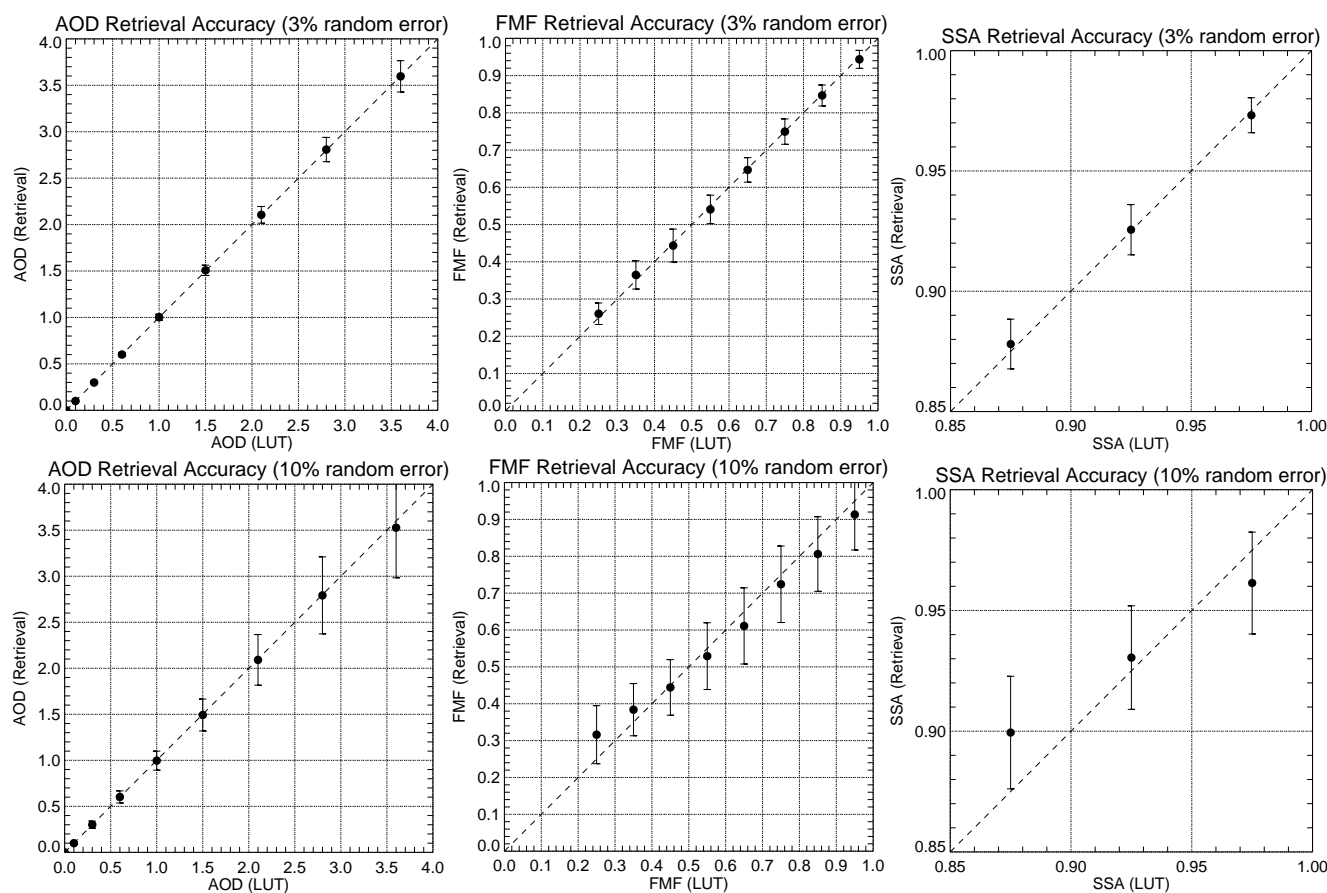 AOD Retrieval Accuracy (3% random error)
4.0
3.5
3.0
2.5
2.0
1.5
1.0
0.5
0.0
AOD (Retrieval)
0.0 0.5 1.0 1.5 2.0 2.5 3.0 3.5 4.0
AOD (LUT)
FMF Retrieval Accuracy (3% random error)
1.0
0.9
0.8
0.7
0.6
0.5
0.4
0.3
0.2
0.1
0.0
FMF (Retrieval)
0.0 0.1 0.2 0.3 0.4 0.5 0.6 0.7 0.8 0.9 1.0
FMF (LUT)
SSA Retrieval Accuracy (3% random error)
1.00
0.95
0.90
0.85
SSA (Retrieval)
0.85 0.90 0.95 1.00
SSA (LUT)
AOD Retrieval Accuracy (10% random error)
4.0
3.5
3.0
2.5
2.0
1.5
1.0
0.5
0.0
AOD (Retrieval)
0.0 0.5 1.0 1.5 2.0 2.5 3.0 3.5 4.0
AOD (LUT)
FMF Retrieval Accuracy (10% random error)
1.0
0.9
0.8
0.7
0.6
0.5
0.4
0.3
0.2
0.1
0.0
FMF (Retrieval)
0.0 0.1 0.2 0.3 0.4 0.5 0.6 0.7 0.8 0.9 1.0
FMF (LUT)
SSA Retrieval Accuracy (10% random error)
1.00
0.95
0.90
0.85
SSA (Retrieval)
0.85 0.90 0.95 1.00
SSA (LUT)